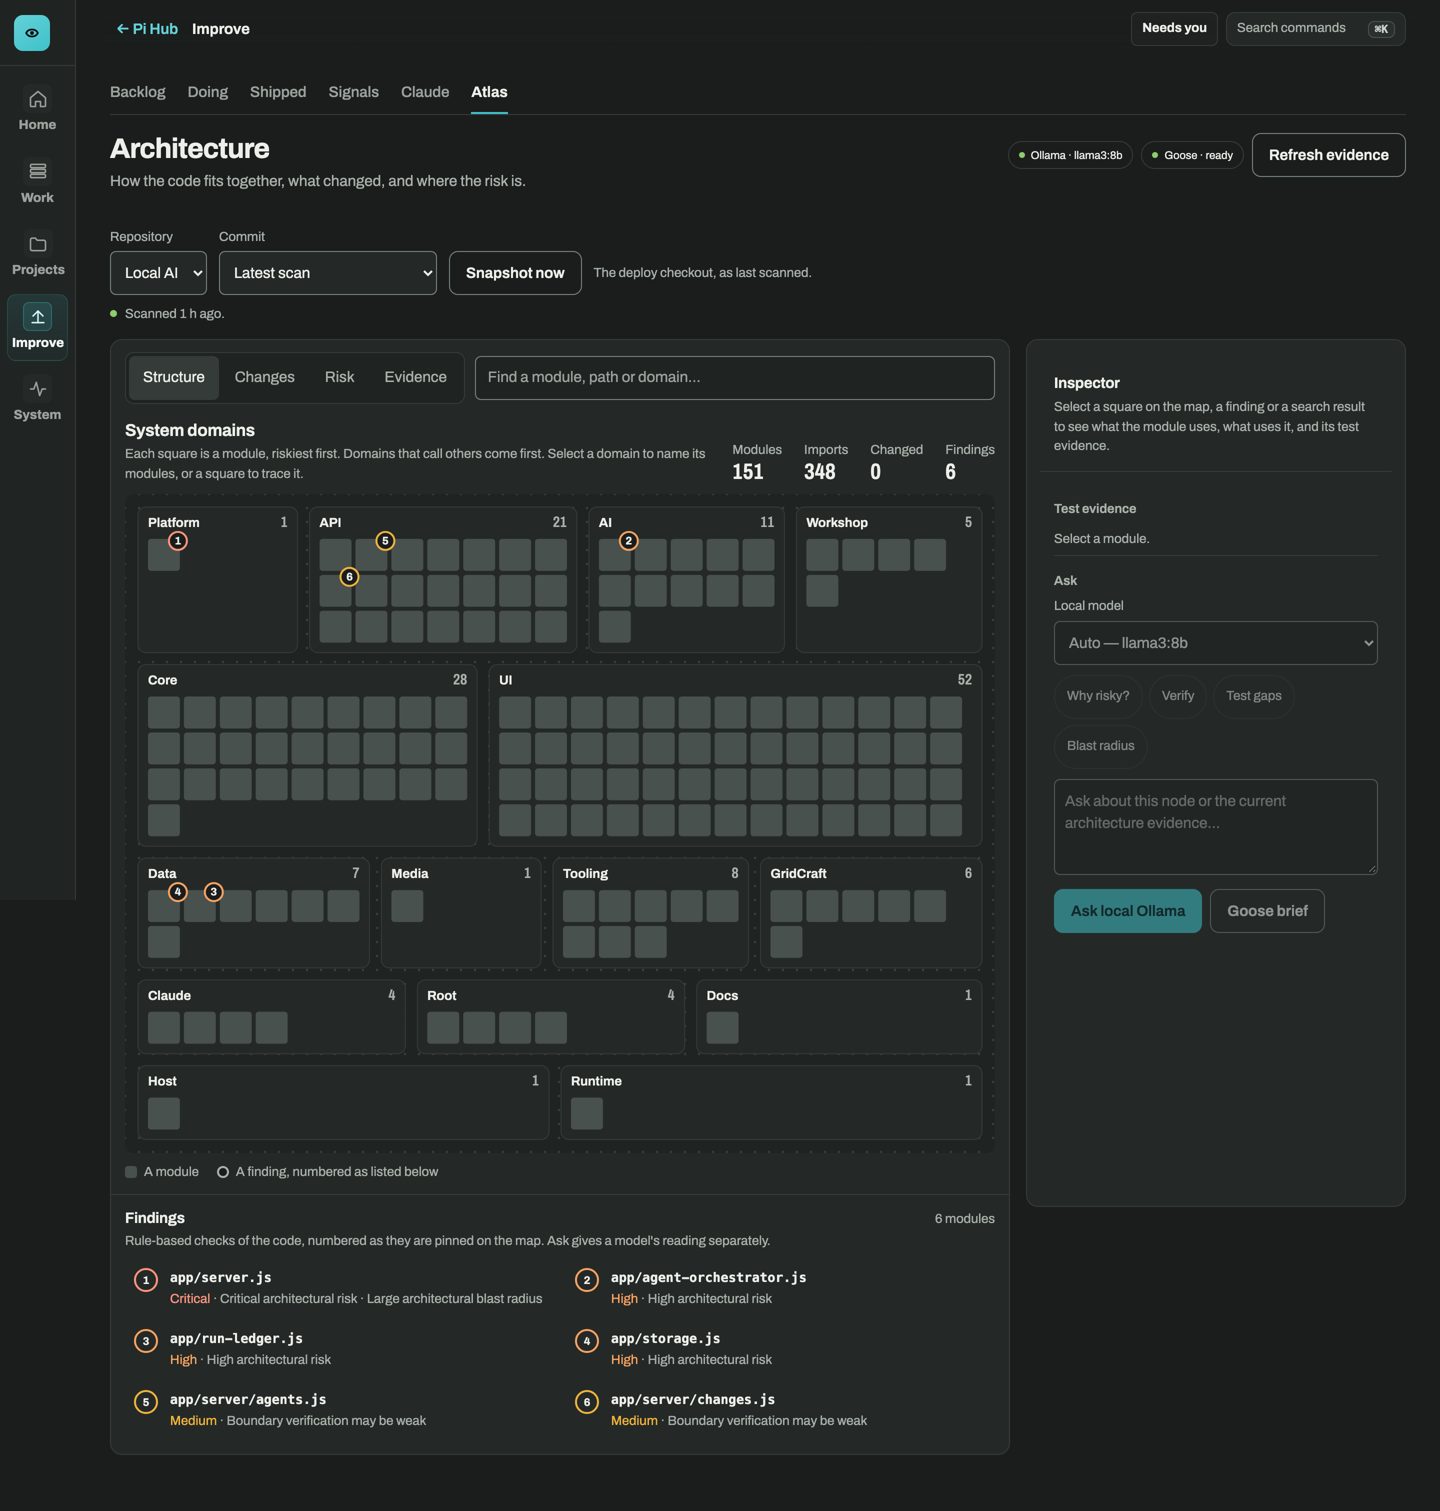 ← Pi Hub Improve
Needs you
Search commands ⌘K
Home
Work
Projects
Improve
System
Backlog Doing Shipped Signals Claude Atlas
Architecture
How the code fits together, what changed, and where the risk is.
Ollama · llama3:8b
Goose · ready
Refresh evidence
Repository
Commit
Local AI
Latest scan
Snapshot now
The deploy checkout, as last scanned.
Scanned 1 h ago.
Structure Changes Risk Evidence
Find a module, path or domain...
System domains
Each square is a module, riskiest first. Domains that call others come first. Select a domain to name its
modules, or a square to trace it.
Modules
151
Imports
348
Changed
0
Findings
6
Platform 1
1
API 21
5
6
AI 11
2
Workshop 5
Core 28
UI 52
Data 7
4 3
Media 1
Tooling 8
GridCraft 6
Claude 4
Root 4
Docs 1
Host 1
Runtime 1
A module
A finding, numbered as listed below
Findings
6 modules
Rule-based checks of the code, numbered as they are pinned on the map. Ask gives a model's reading separately.
1 app/server.js
Critical · Critical architectural risk · Large architectural blast radius
2 app/agent-orchestrator.js
High · High architectural risk
3 app/run-ledger.js
High · High architectural risk
4 app/storage.js
High · High architectural risk
5 app/server/agents.js
Medium · Boundary verification may be weak
6 app/server/changes.js
Medium · Boundary verification may be weak
Inspector
Select a square on the map, a finding or a search result
to see what the module uses, what uses it, and its test
evidence.
Test evidence
Select a module.
Ask
Local model
Auto — llama3:8b
Why risky?
Verify
Test gaps
Blast radius
Ask about this node or the current
architecture evidence...
Ask local Ollama
Goose brief